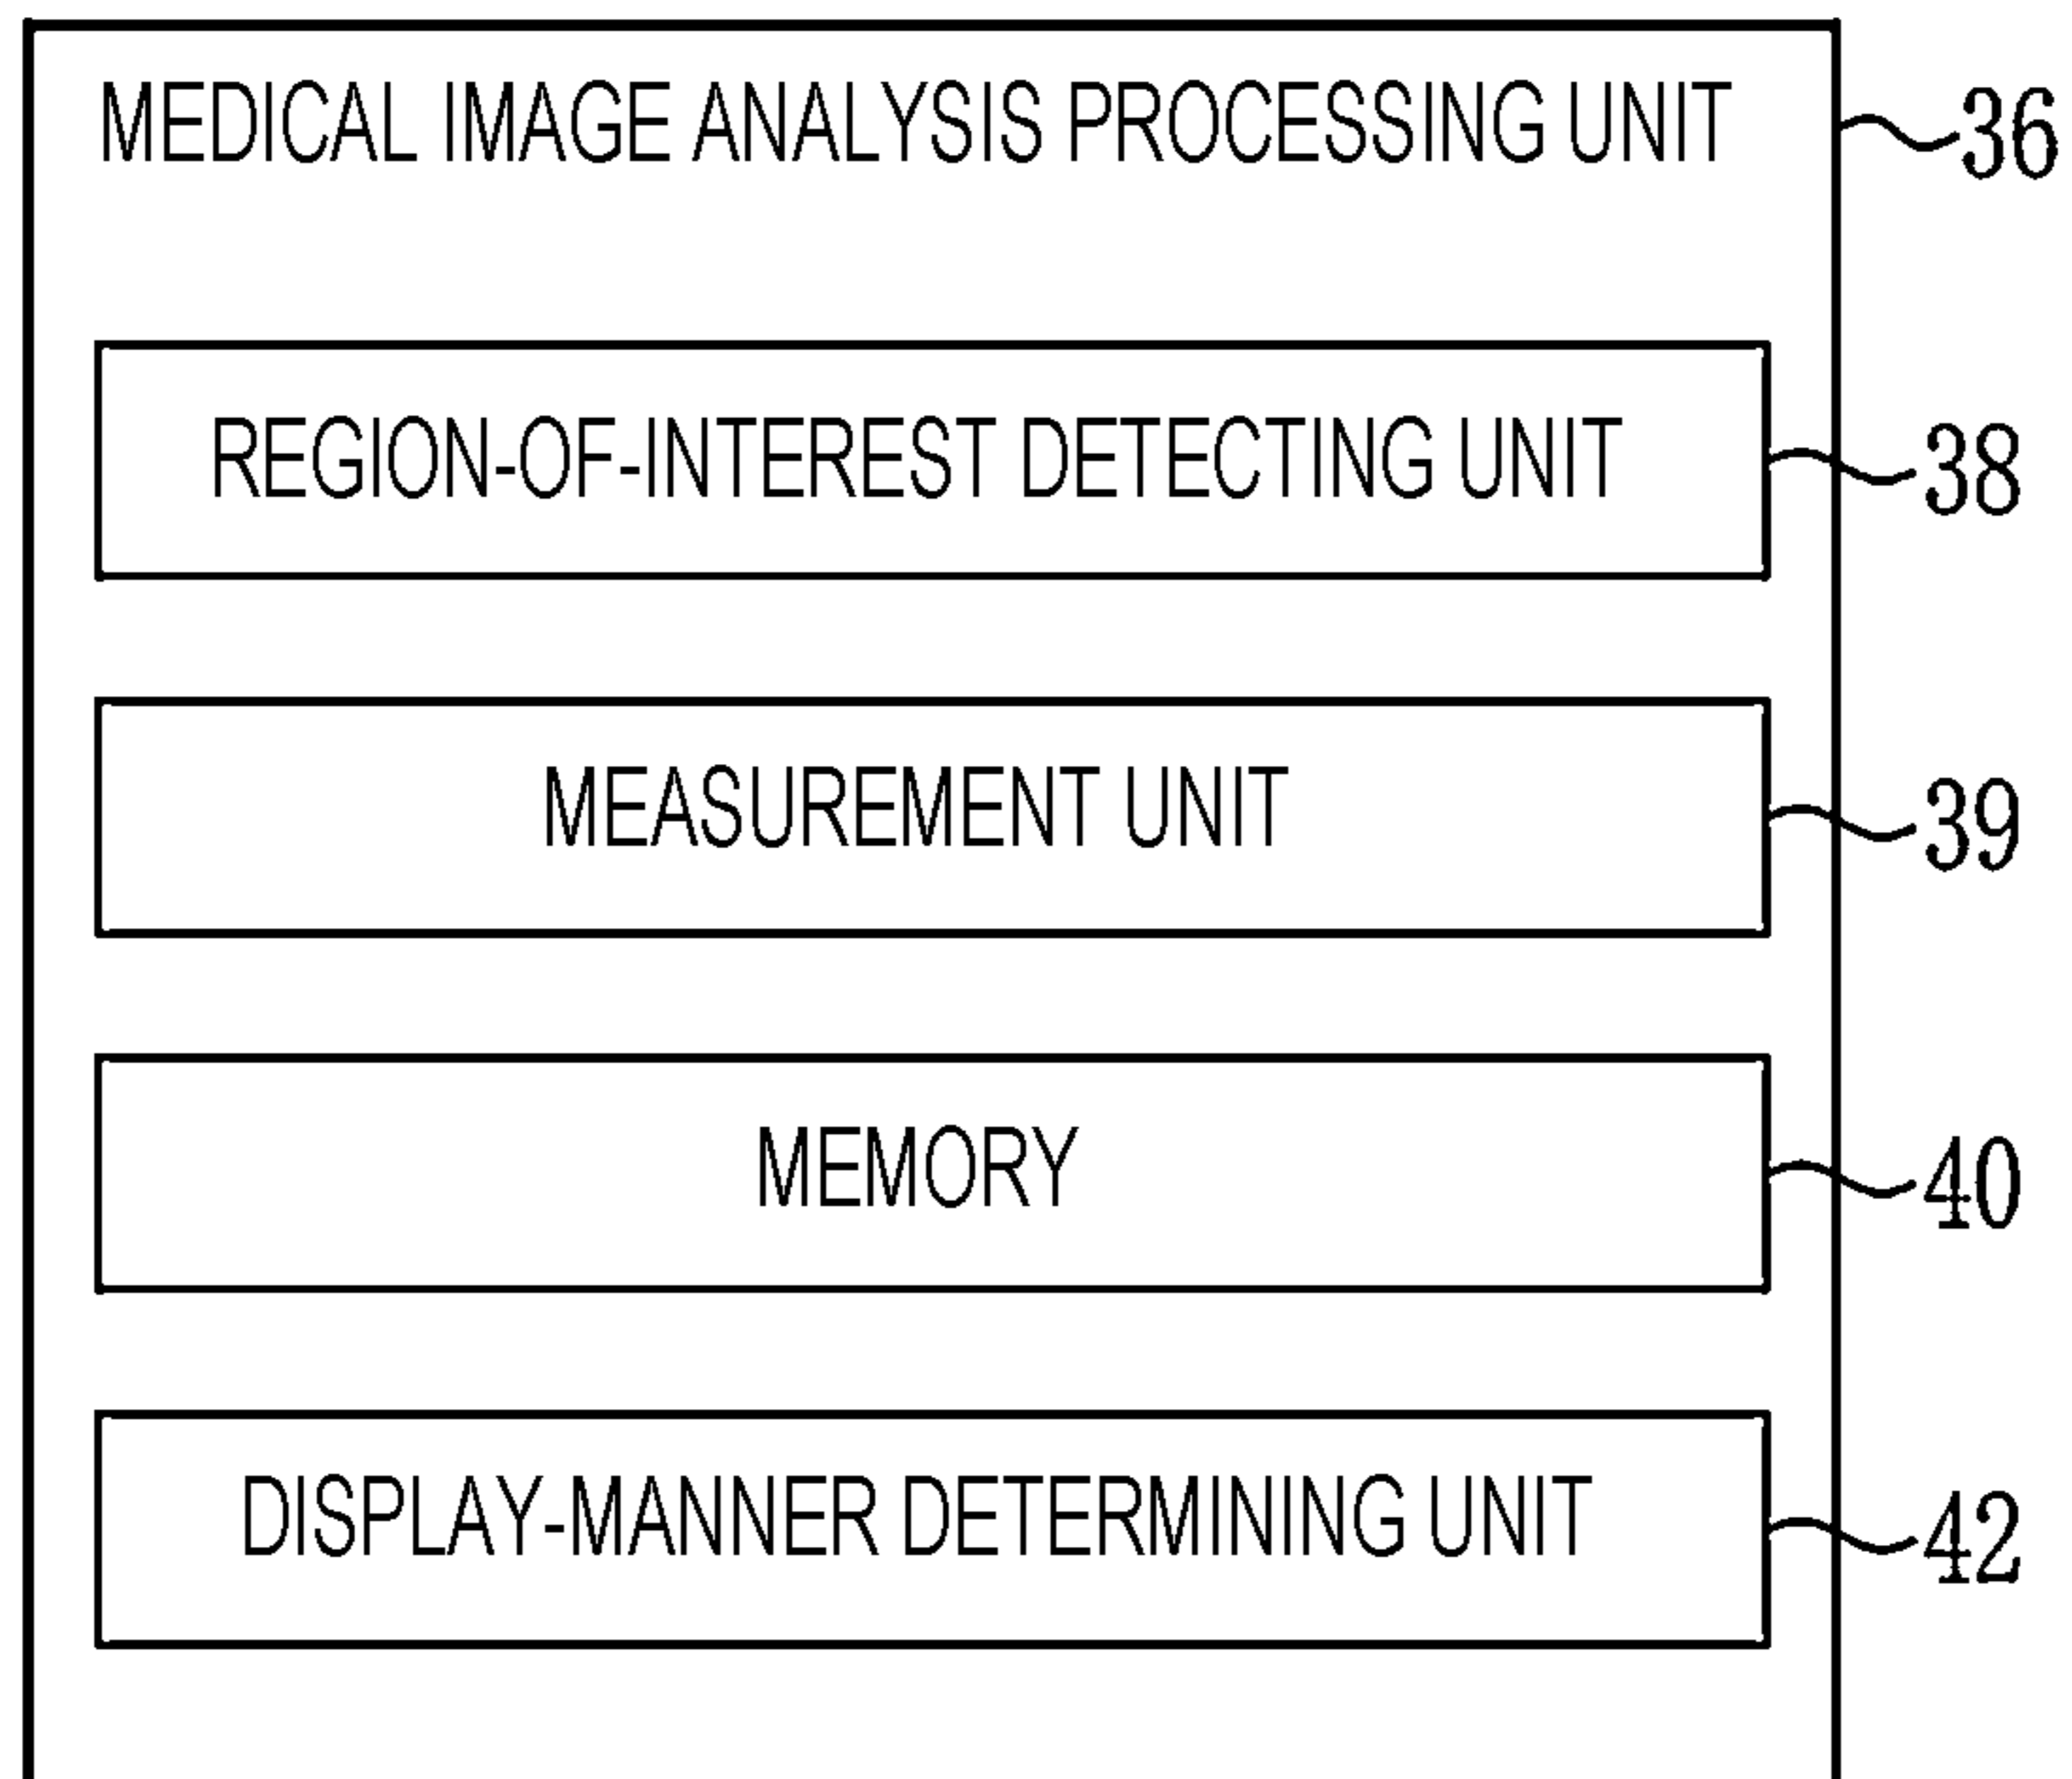 MEDICAL IMAGE ANALYSIS PROCESSING UNIT 36
REGION-OF-INTEREST DETECTING UNIT 38
MEASUREMENT UNIT 39
MEMORY 40
DISPLAY-MANNER DETERMINING UNIT 42